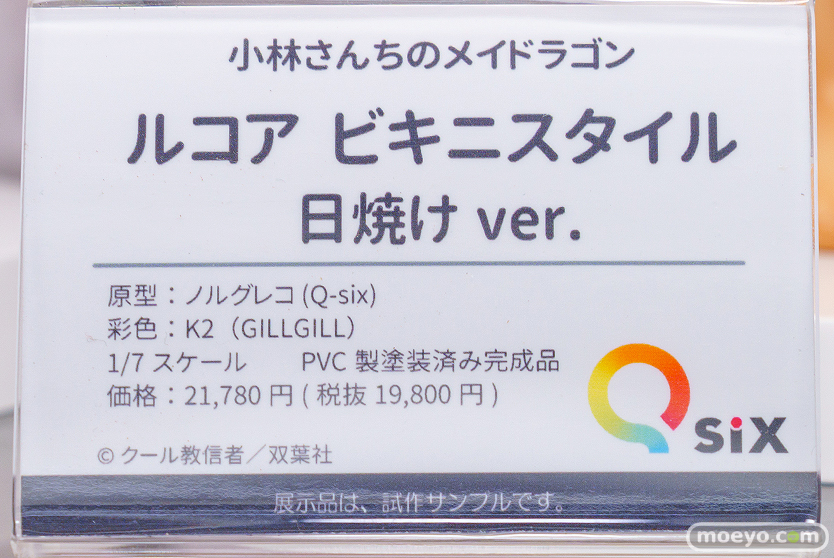 小林さんちのメイドラゴン
ルコア ビキニスタイル
日焼け ver.
原型：ノルグレコ (Q-six)
彩色：K2（GILLGILL）
1/7 スケール　　PVC 製塗装済み完成品
価格：21,780 円 ( 税抜 19,800 円 )
Q six
© クール教信者／双葉社
展示品は、試作サンプルです。
moeyo.com